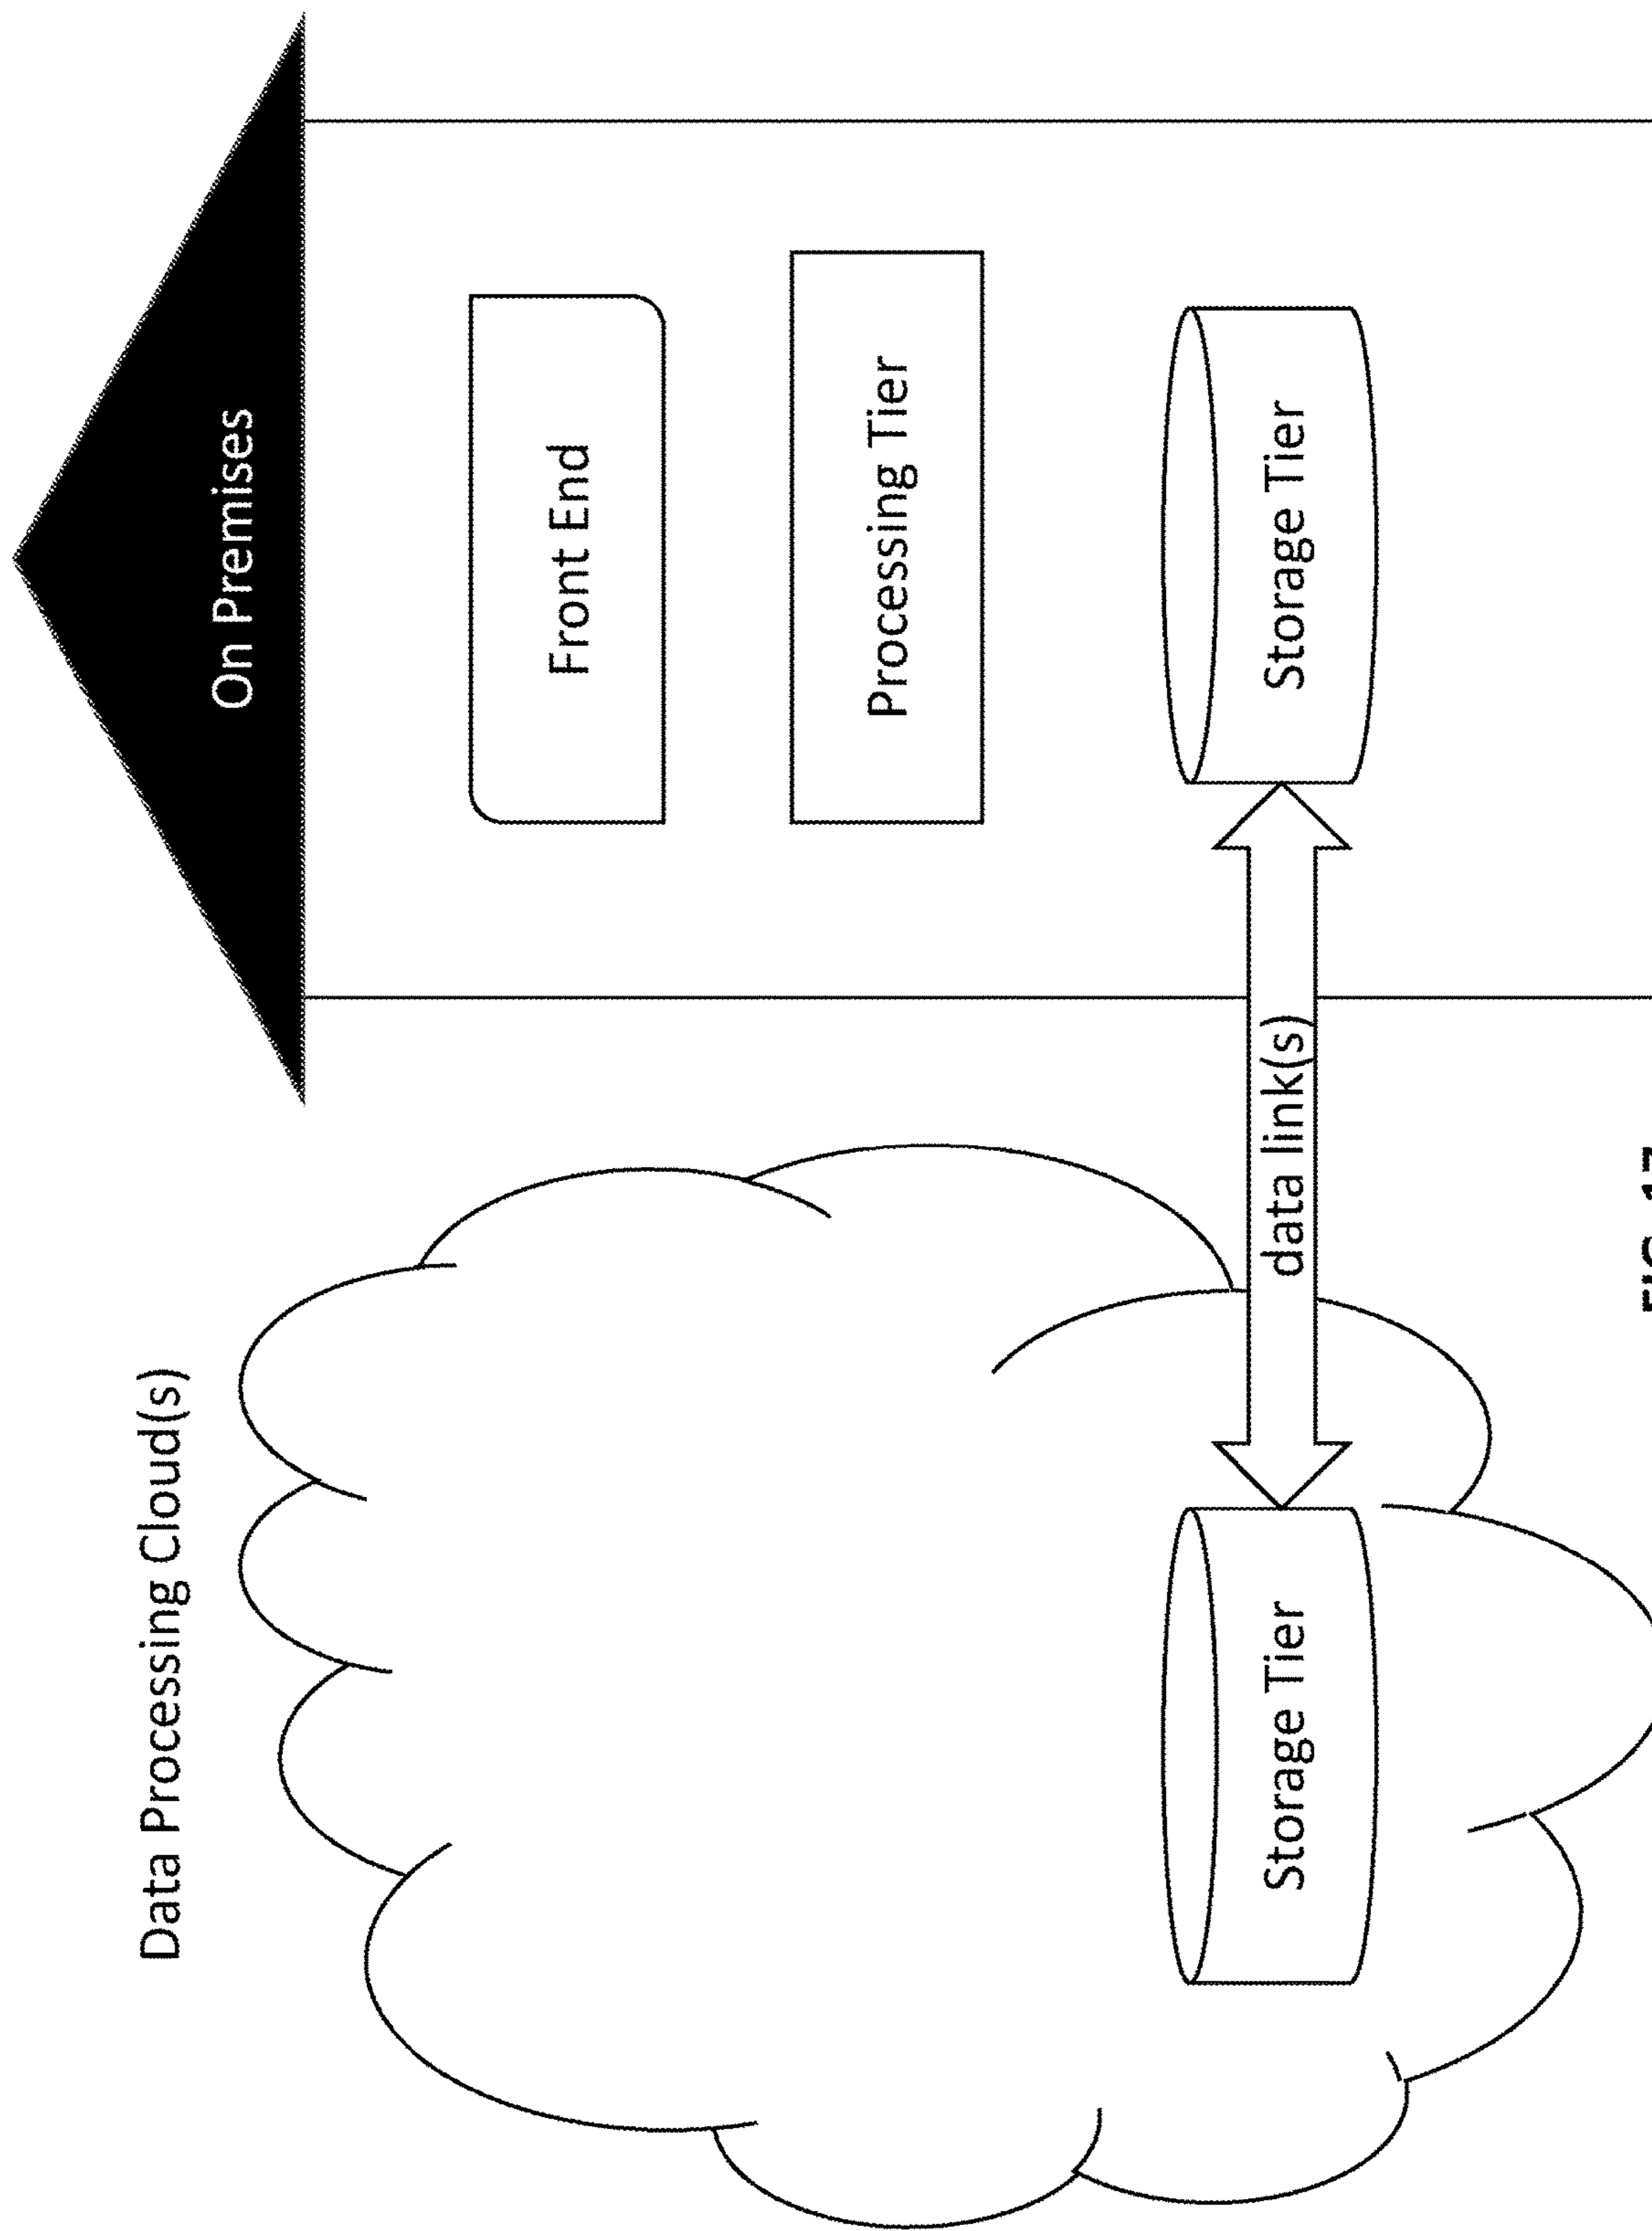 Data Processing Cloud(s)
On Premises
Front End
Processing Tier
Storage Tier
data link(s)
Storage Tier